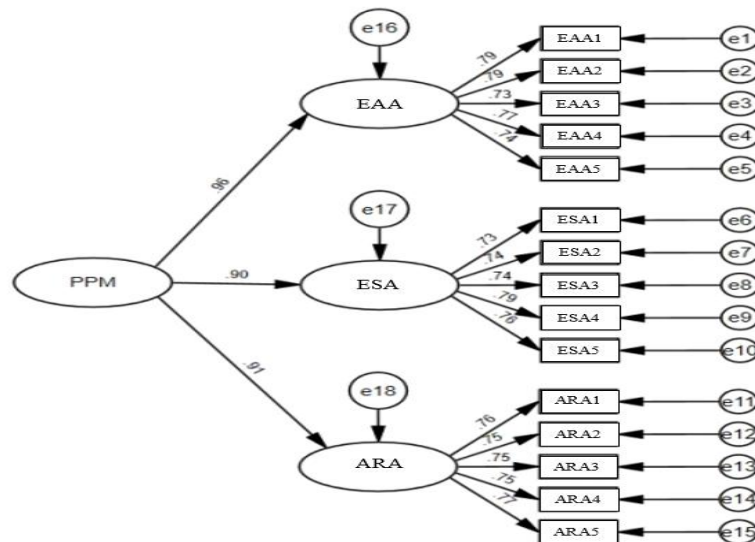 e16
EAA
.79
.79
.73
.77
.74
EAA1
e1
EAA2
e2
EAA3
e3
EAA4
e4
EAA5
e5
.96
e17
PPM
.90
ESA
.73
.74
.74
.79
.76
ESA1
e6
ESA2
e7
ESA3
e8
ESA4
e9
ESA5
e10
.91
e18
ARA
.76
.75
.75
.75
.77
ARA1
e11
ARA2
e12
ARA3
e13
ARA4
e14
ARA5
e15